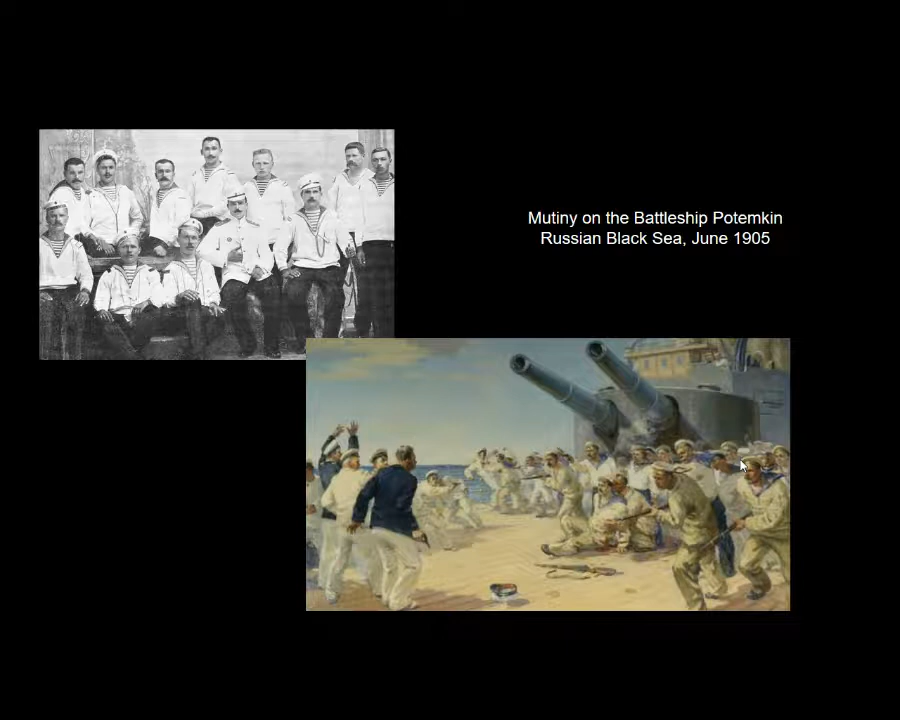 Mutiny on the Battleship Potemkin
Russian Black Sea, June 1905